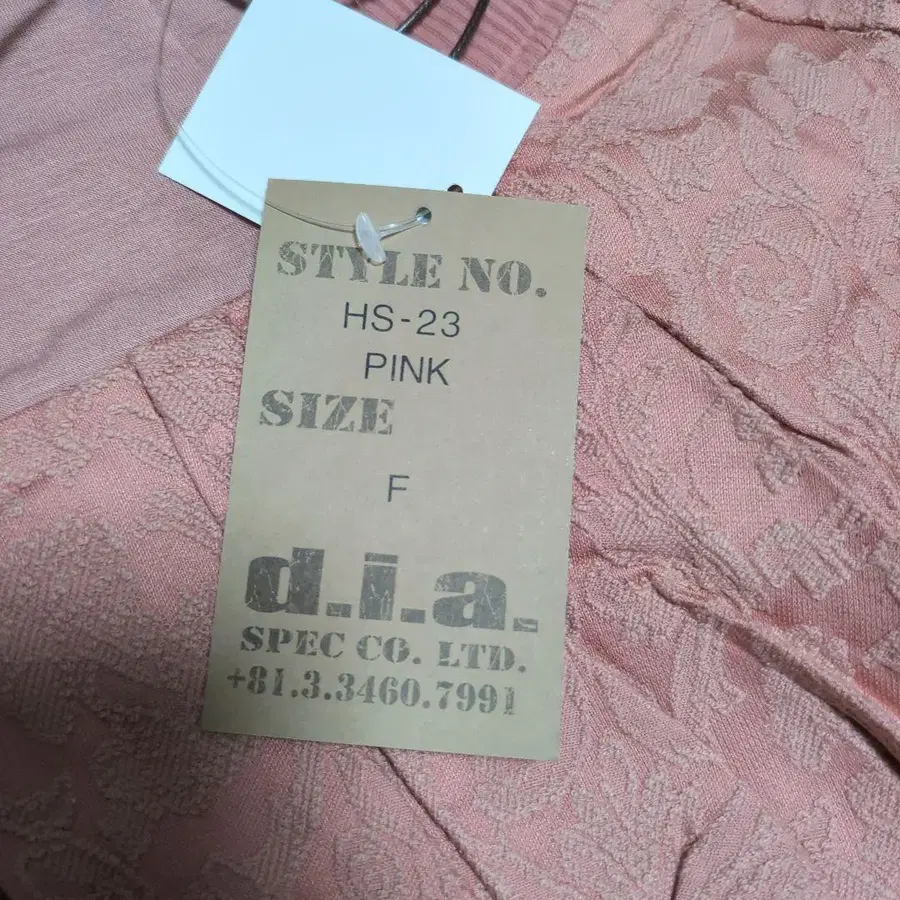 STYLE NO.
HS-23
PINK
SIZE
F
d.i.a.
SPEC CO. LTD.
+81.3.3460.7991